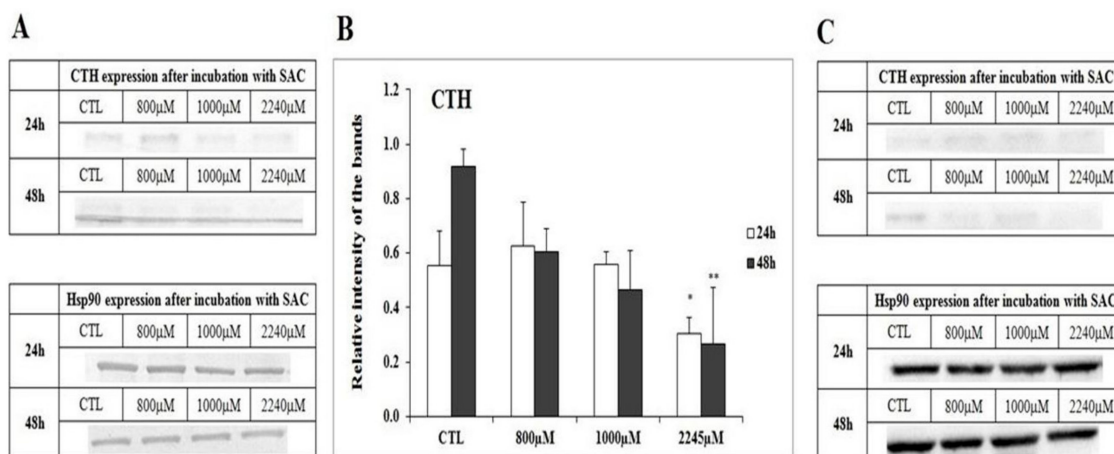 A
CTH expression after incubation with SAC
24h
CTL 800μM 1000μM 2240μM
48h
CTL 800μM 1000μM 2240μM
Hsp90 expression after incubation with SAC
24h
CTL 800μM 1000μM 2240μM
48h
CTL 800μM 1000μM 2240μM
B
CTH
Relative intensity of the bands
1.2
1.0
0.8
0.6
0.4
0.2
0.0
* **
24h
48h
CTL 800μM 1000μM 2245μM
C
CTH expression after incubation with SAC
24h
CTL 800μM 1000μM 2240μM
48h
CTL 800μM 1000μM 2240μM
Hsp90 expression after incubation with SAC
24h
CTL 800μM 1000μM 2240μM
48h
CTL 800μM 1000μM 2240μM